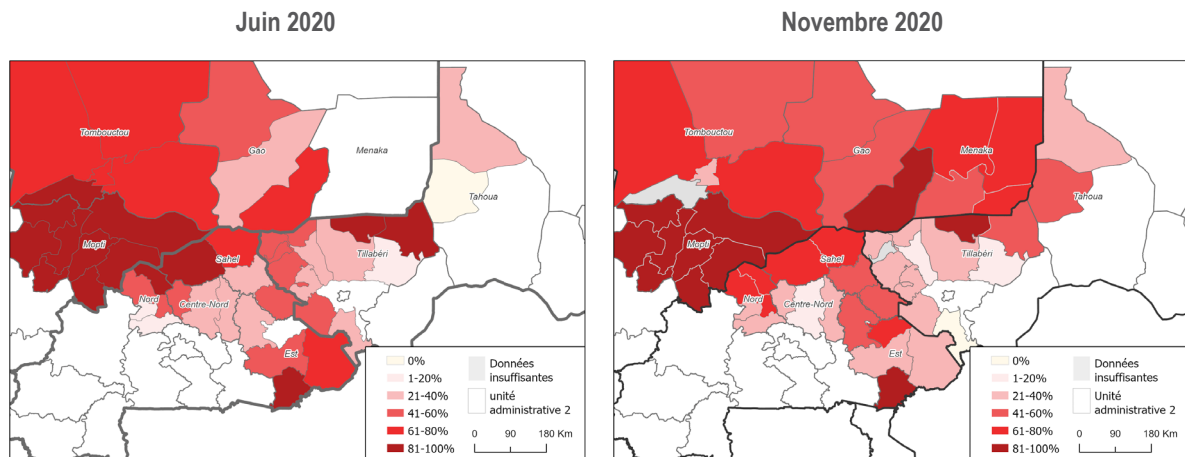 Juin 2020
Novembre 2020
Tombouctou
Gao
Menaka
Tahoua
Mopti
Sahel
Tillabéri
Nord
Centre-Nord
Est
0%
1-20%
21-40%
41-60%
61-80%
81-100%
Données
insuffisantes
unité
administrative 2
0 90 180 Km
Tombouctou
Gao
Menaka
Tahoua
Mopti
Sahel
Tillabéri
Nord
Centre-Nord
Est
0%
1-20%
21-40%
41-60%
61-80%
81-100%
Données
insuffisantes
unité
administrative 2
0 90 180 Km